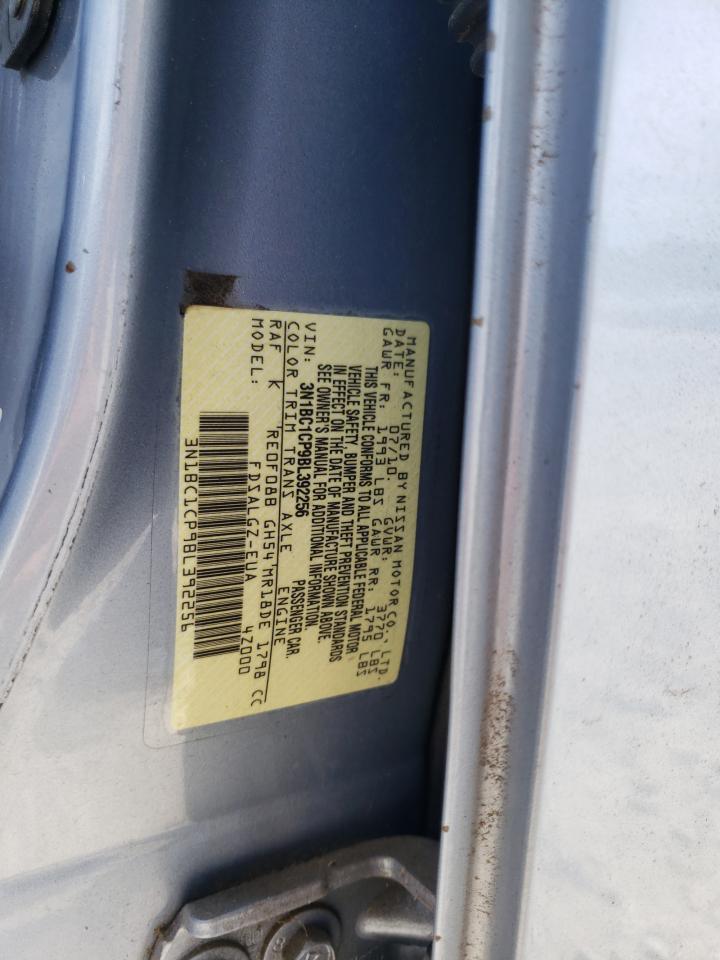 MANUFACTURED BY NISSAN MOTOR CO., LTD.
DATE: 07/10. GVWR: 3770 LBS
GAWR FR: 1993 LBS GAWR RR: 1795 LBS
THIS VEHICLE CONFORMS TO ALL APPLICABLE FEDERAL MOTOR
VEHICLE SAFETY, BUMPER AND THEFT PREVENTION STANDARDS
IN EFFECT ON THE DATE OF MANUFACTURE SHOWN ABOVE.
SEE OWNER'S MANUAL FOR ADDITIONAL INFORMATION.
VIN: 3N1BC1CP9BL392256 PASSENGER CAR.
COLOR TRIM TRANS AXLE ENGINE
RAF K RE0F08B GH54 MR18DE 1798 CC
MODEL: FDSALGZ-EUA 4Z000
3N1BC1CP9BL392256